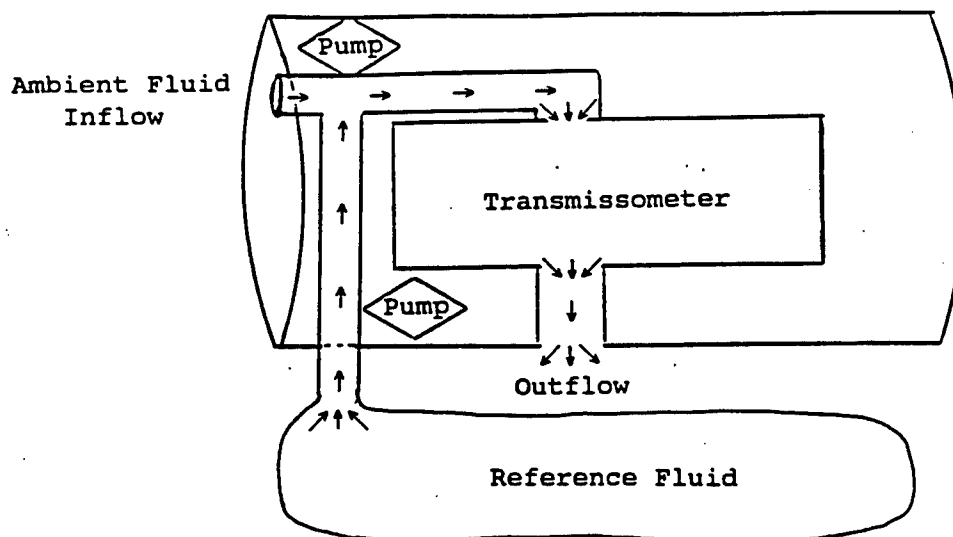 Pump
Ambient Fluid
Inflow
Transmissometer
Pump
Outflow
Reference Fluid